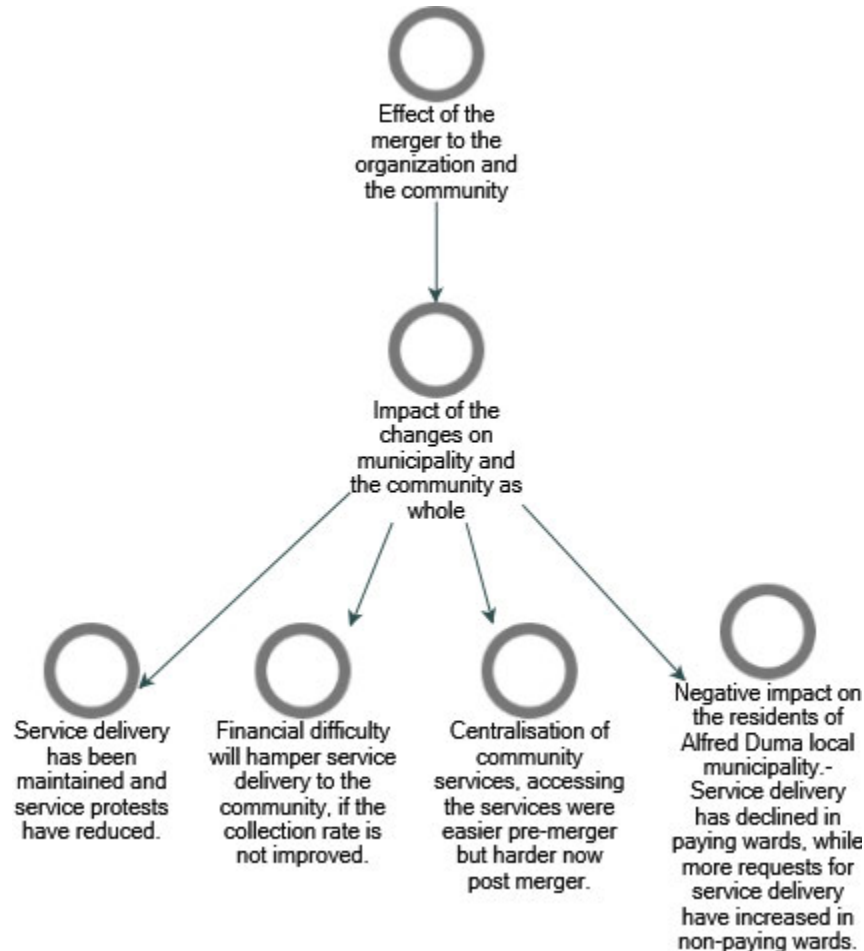 Effect of the
merger to the
organization and
the community
Impact of the
changes on
municipality and
the community as
whole
Service delivery
has been
maintained and
service protests
have reduced.
Financial difficulty
will hamper service
delivery to the
community, if the
collection rate is
not improved.
Centralisation of
community
services, accessing
the services were
easier pre-merger
but harder now
post merger.
Negative impact on
the residents of
Alfred Duma local
municipality.-
Service delivery
has declined in
paying wards, while
more requests for
service delivery
have increased in
non-paying wards.